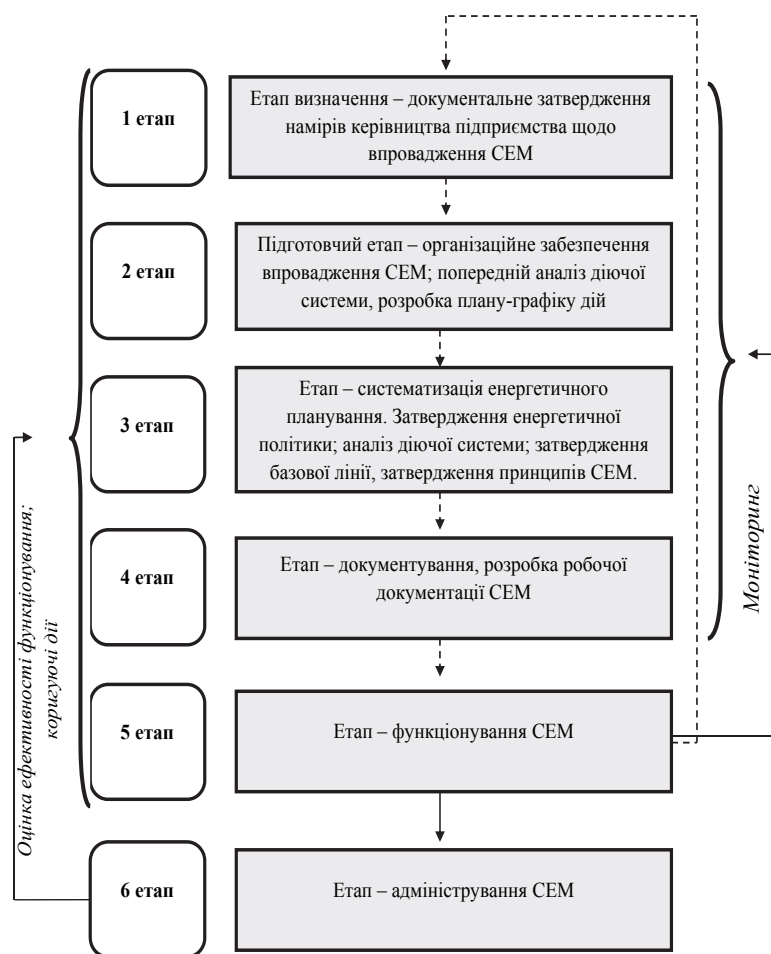 1 етап
Етап визначення – документальне затвердження
намірів керівництва підприємства щодо
впровадження СЕМ
2 етап
Підготовчий етап – організаційне забезпечення
впровадження СЕМ; попередній аналіз діючої
системи, розробка плану-графіку дій
3 етап
Етап – систематизація енергетичного
планування. Затвердження енергетичної
політики; аналіз діючої системи; затвердження
базової лінії, затвердження принципів СЕМ.
4 етап
Етап – документування, розробка робочої
документації СЕМ
5 етап
Етап – функціонування СЕМ
6 етап
Етап – адміністрування СЕМ
Оцінка ефективності функціонування;
коригуючі дії
Моніторинг